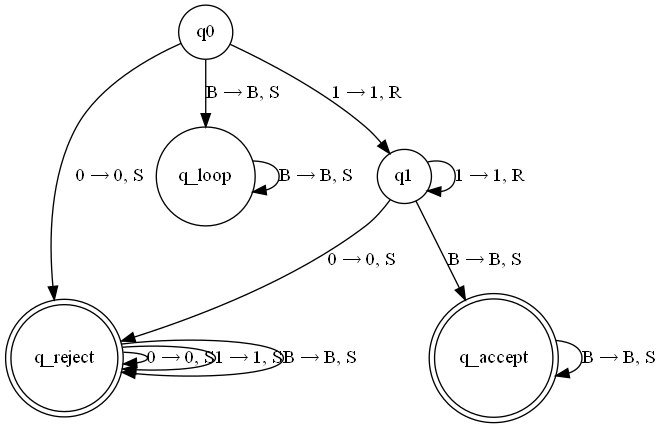 q0
B → B, S
1 → 1, R
0 → 0, S
q_loop
B → B, S
q1
1 → 1, R
0 → 0, S
B → B, S
q_reject
0 → 0, S
1 → 1, S
B → B, S
q_accept
B → B, S